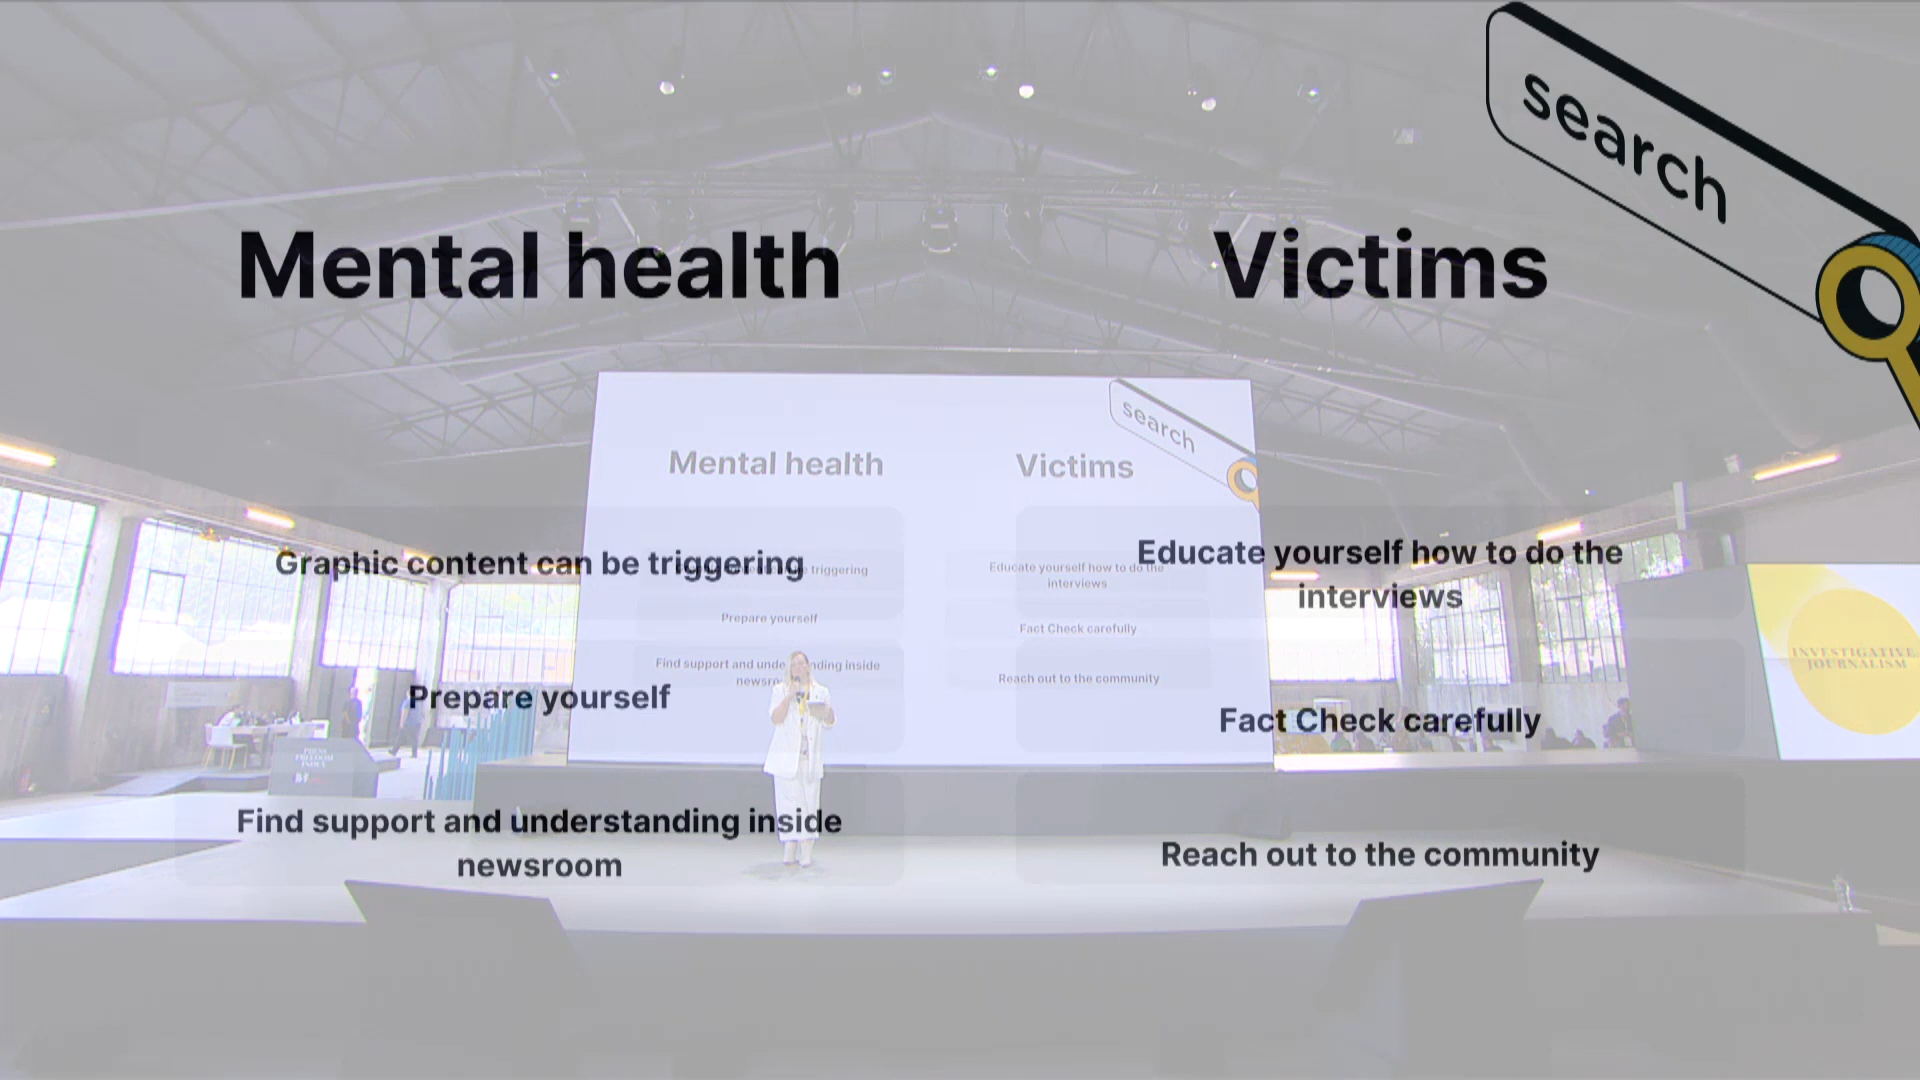 search
Mental health
Victims
search
Mental health
Victims
Graphic content can be triggering
Educate yourself how to do the
interviews
triggering
Educate yourself how to do the
interviews
Prepare yourself
Fact Check carefully
Find support and inside
Reach out to the community
Prepare yourself
Fact Check carefully
Find support and understanding inside
newsroom
Reach out to the community
INVESTIGATIVE
JOURNALISM
PRESS
FREEDOM
INDEX